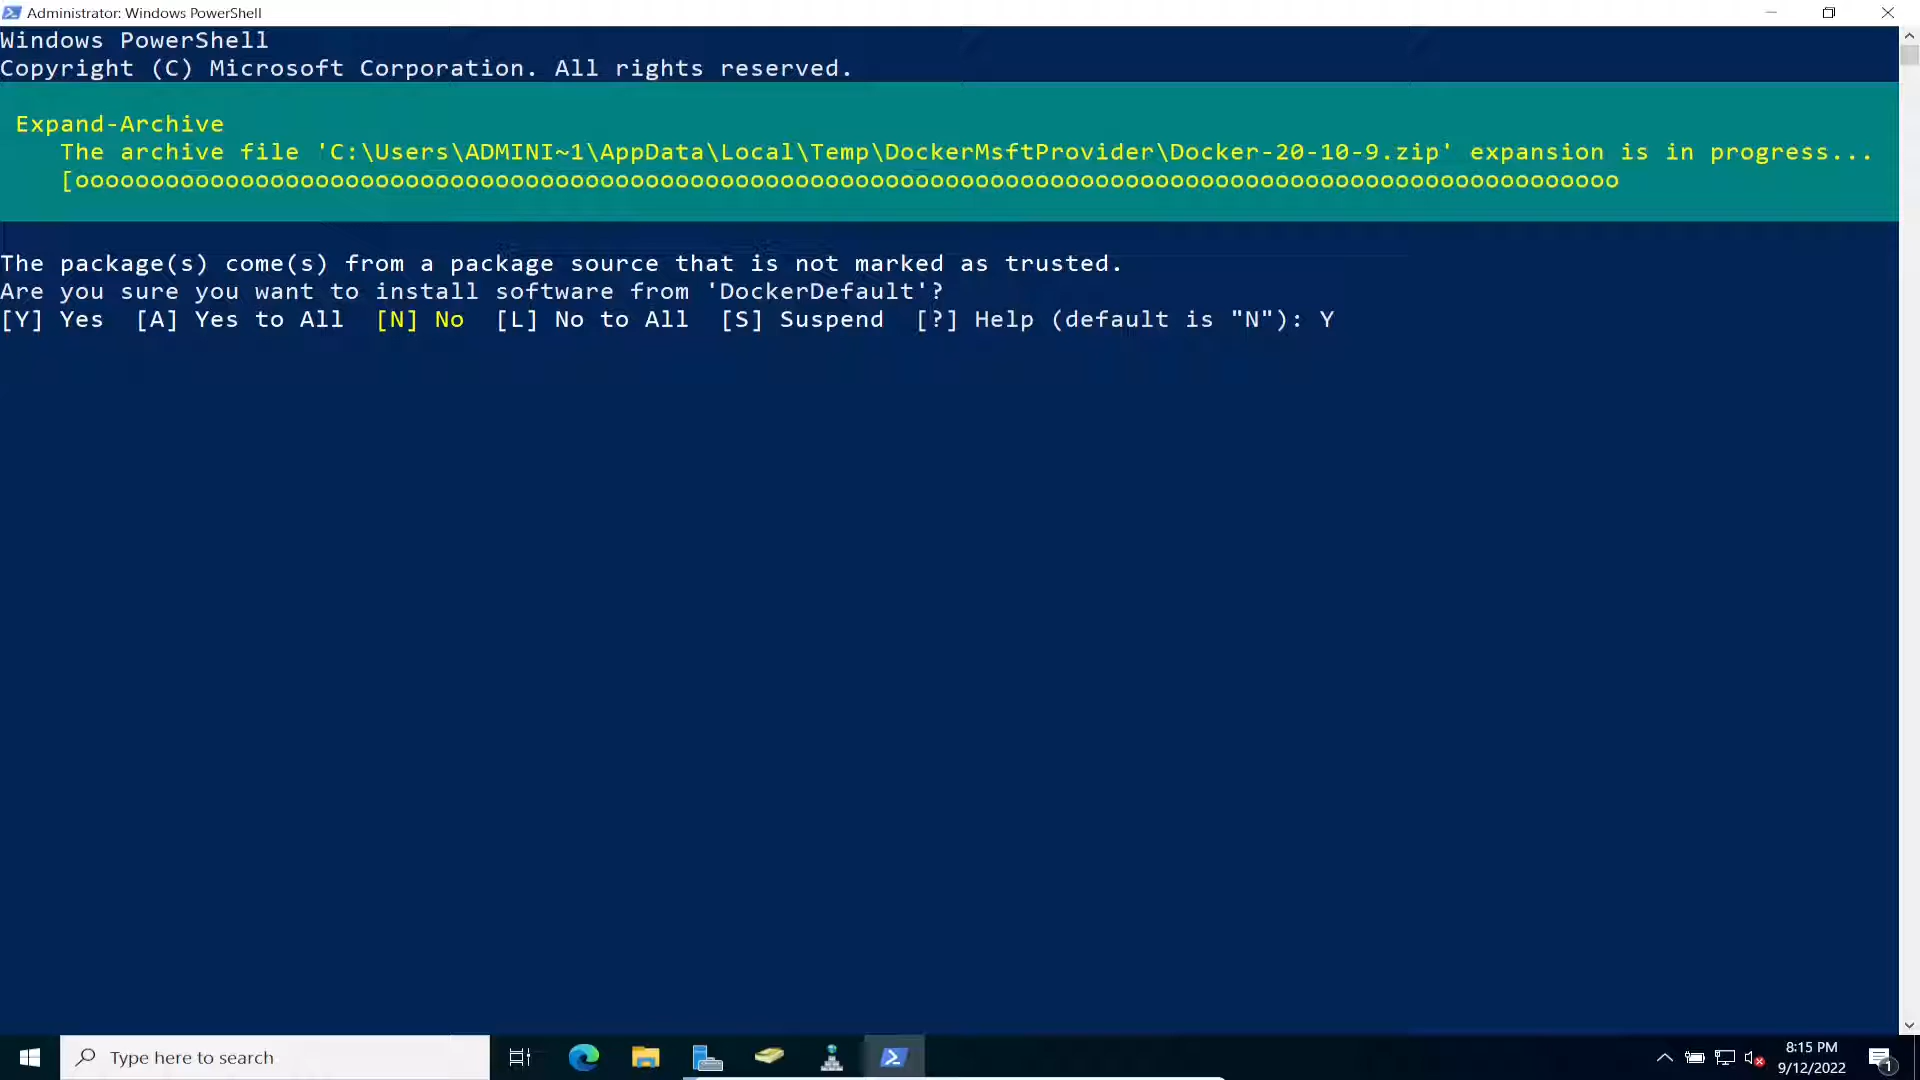 Administrator: Windows PowerShell
Windows PowerShell
Copyright (C) Microsoft Corporation. All rights reserved.
Expand-Archive
The archive file 'C:\Users\ADMINI~1\AppData\Local\Temp\DockerMsftProvider\Docker-20-10-9.zip' expansion is in progress...
[ooooooooooooooooooooooooooooooooooooooooooooooooooooooooooooooooooooooooooooooooooooooooooooooooooooooo
The package(s) come(s) from a package source that is not marked as trusted.
Are you sure you want to install software from 'DockerDefault'?
[Y] Yes  [A] Yes to All  [N] No  [L] No to All  [S] Suspend  [?] Help (default is "N"): Y
Type here to search
8:15 PM
9/12/2022
1